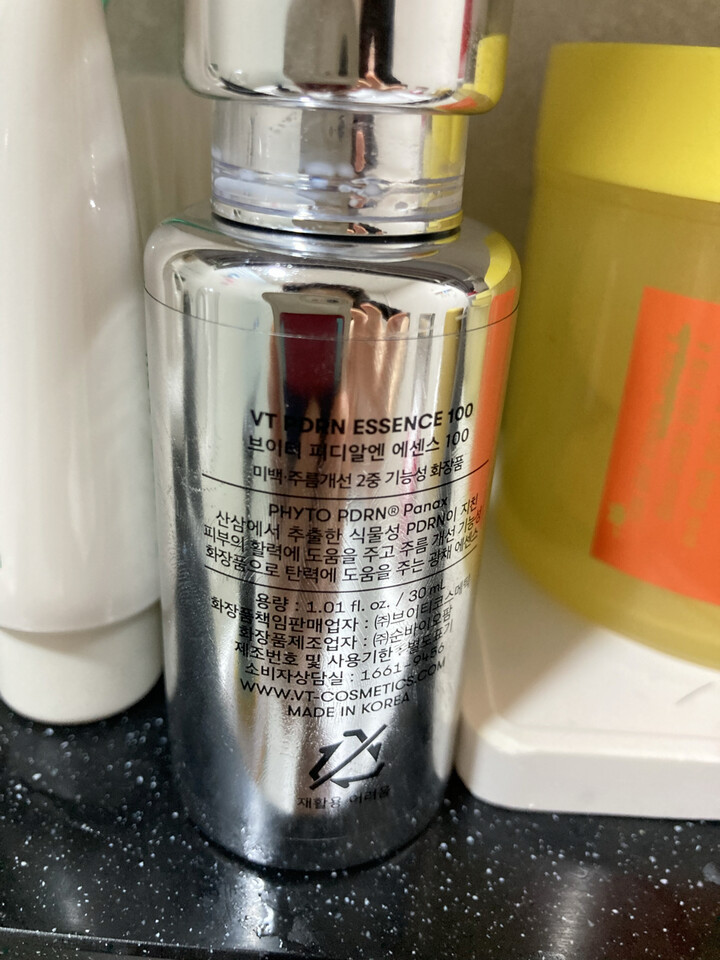 VT PDRN ESSENCE 100
브이티 피디알엔 에센스 100
미백·주름개선 2중 기능성 화장품
PHYTO PDRN® Panax
산삼에서 추출한 식물성 PDRN이 지친
피부의 활력에 도움을 주고 주름 개선 기능성
화장품으로 탄력에 도움을 주는 광채 에센스
용량 : 1.01 fl. oz. / 30 mL
화장품책임판매업자 : ㈜브이티코스메틱
화장품제조업자 : ㈜순바이오팜
제조번호 및 사용기한 : 별도표기
소비자상담실 : 1661-9456
WWW.VT-COSMETICS.COM
MADE IN KOREA
재활용 어려움